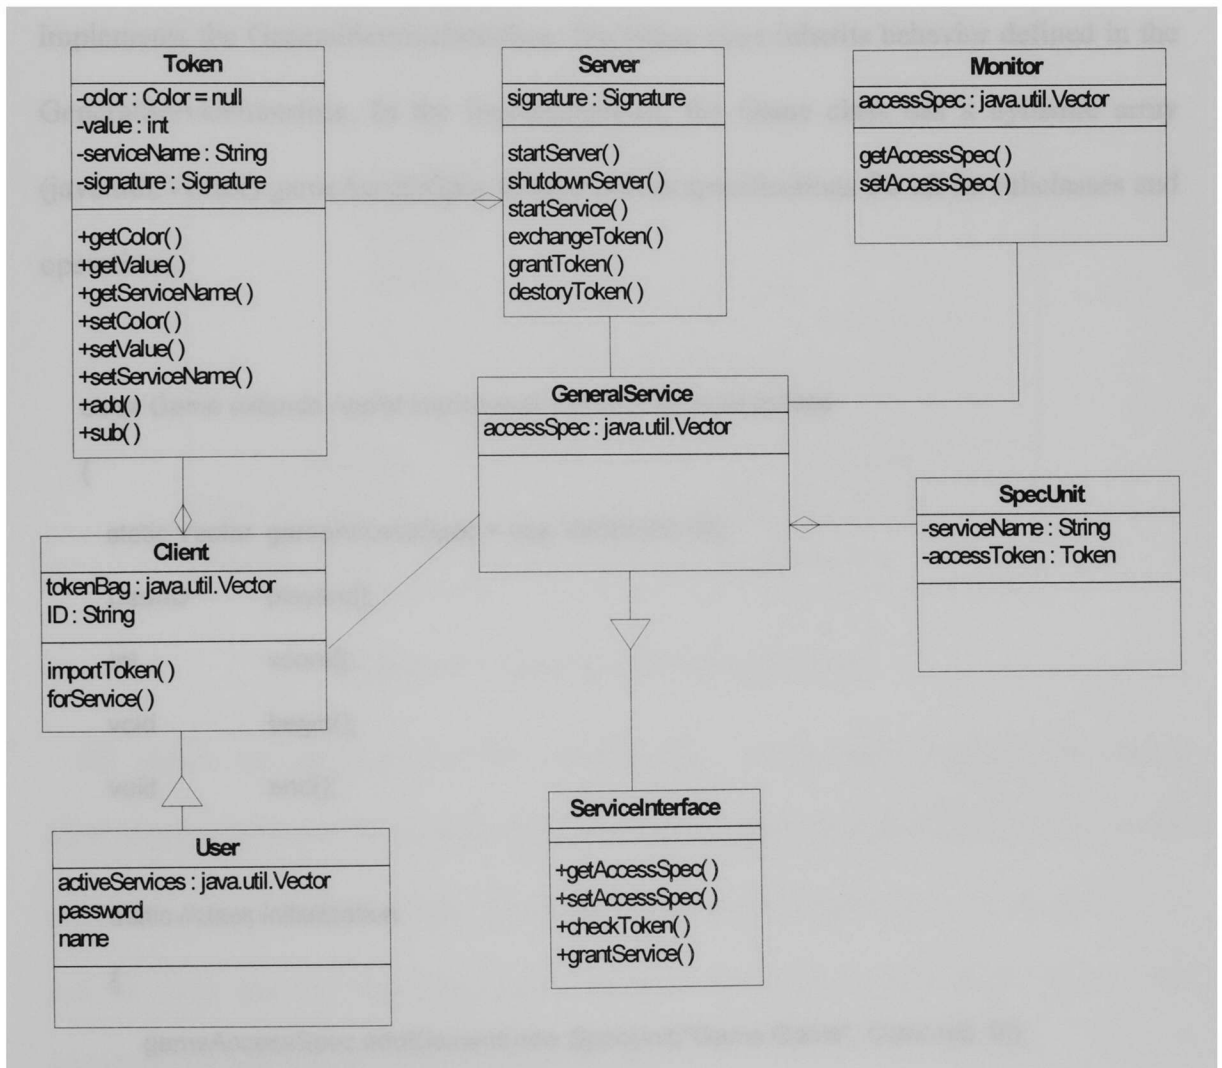 Token
-color : Color = null
-value : int
-serviceName : String
-signature : Signature
+getColor( )
+getValue( )
+getServiceName( )
+setColor( )
+setValue( )
+setServiceName( )
+add( )
+sub( )
Server
signature : Signature
startServer( )
shutdownServer( )
startService( )
exchangeToken( )
grantToken( )
destoryToken( )
Monitor
accessSpec : java.util.Vector
getAccessSpec( )
setAccessSpec( )
GeneralService
accessSpec : java.util.Vector
SpecUnit
-serviceName : String
-accessToken : Token
Client
tokenBag : java.util.Vector
ID : String
importToken( )
forService( )
User
activeServices : java.util.Vector
password
name
ServiceInterface
+getAccessSpec( )
+setAccessSpec( )
+checkToken( )
+grantService( )